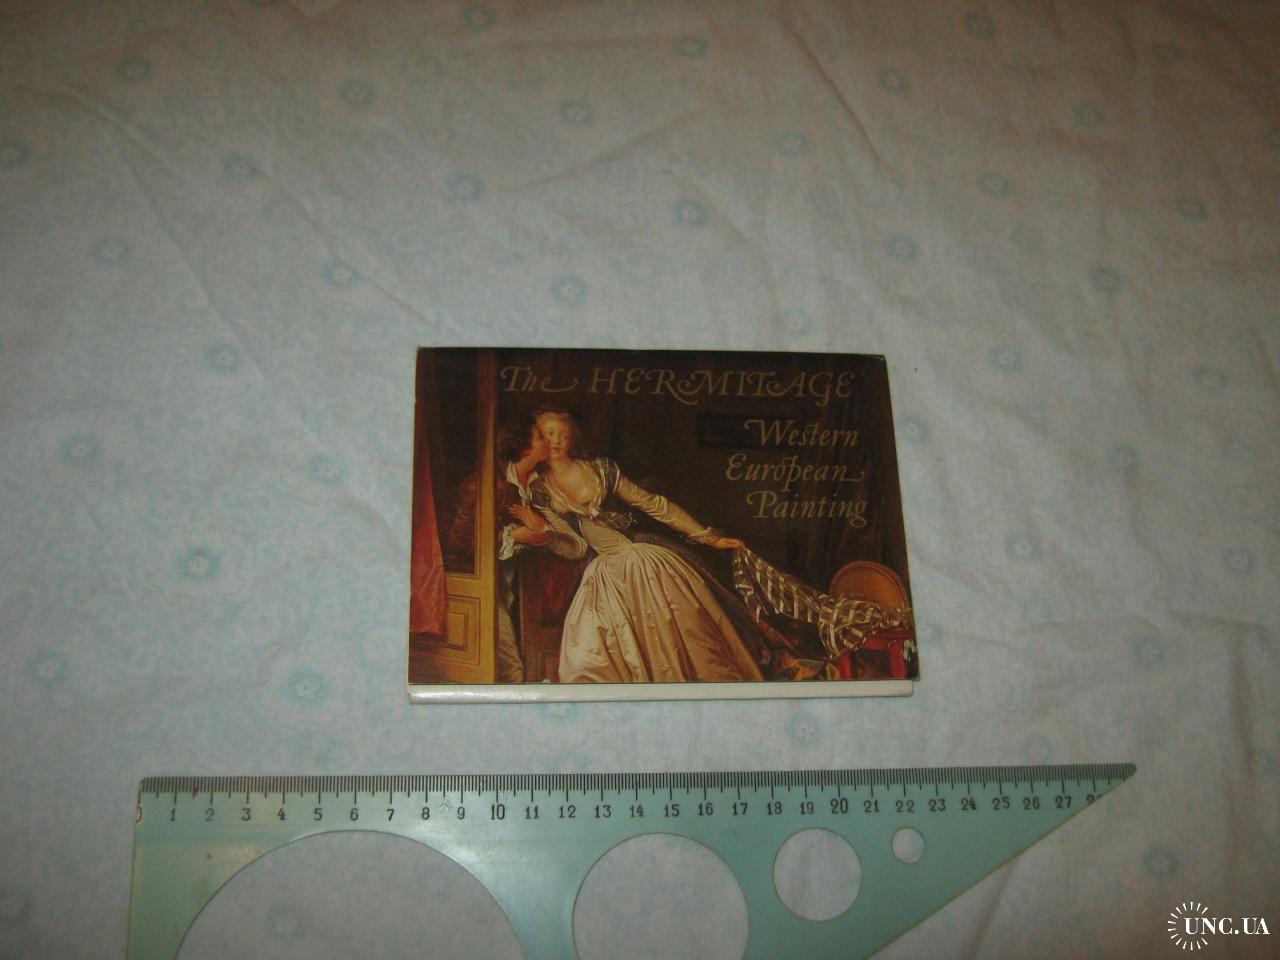 The HERMITAGE
Western
European
Painting
1 2 3 4 5 6 7 8 9 10 11 12 13 14 15 16 17 18 19 20 21 22 23 24 25 26 27 28
UNC.UA